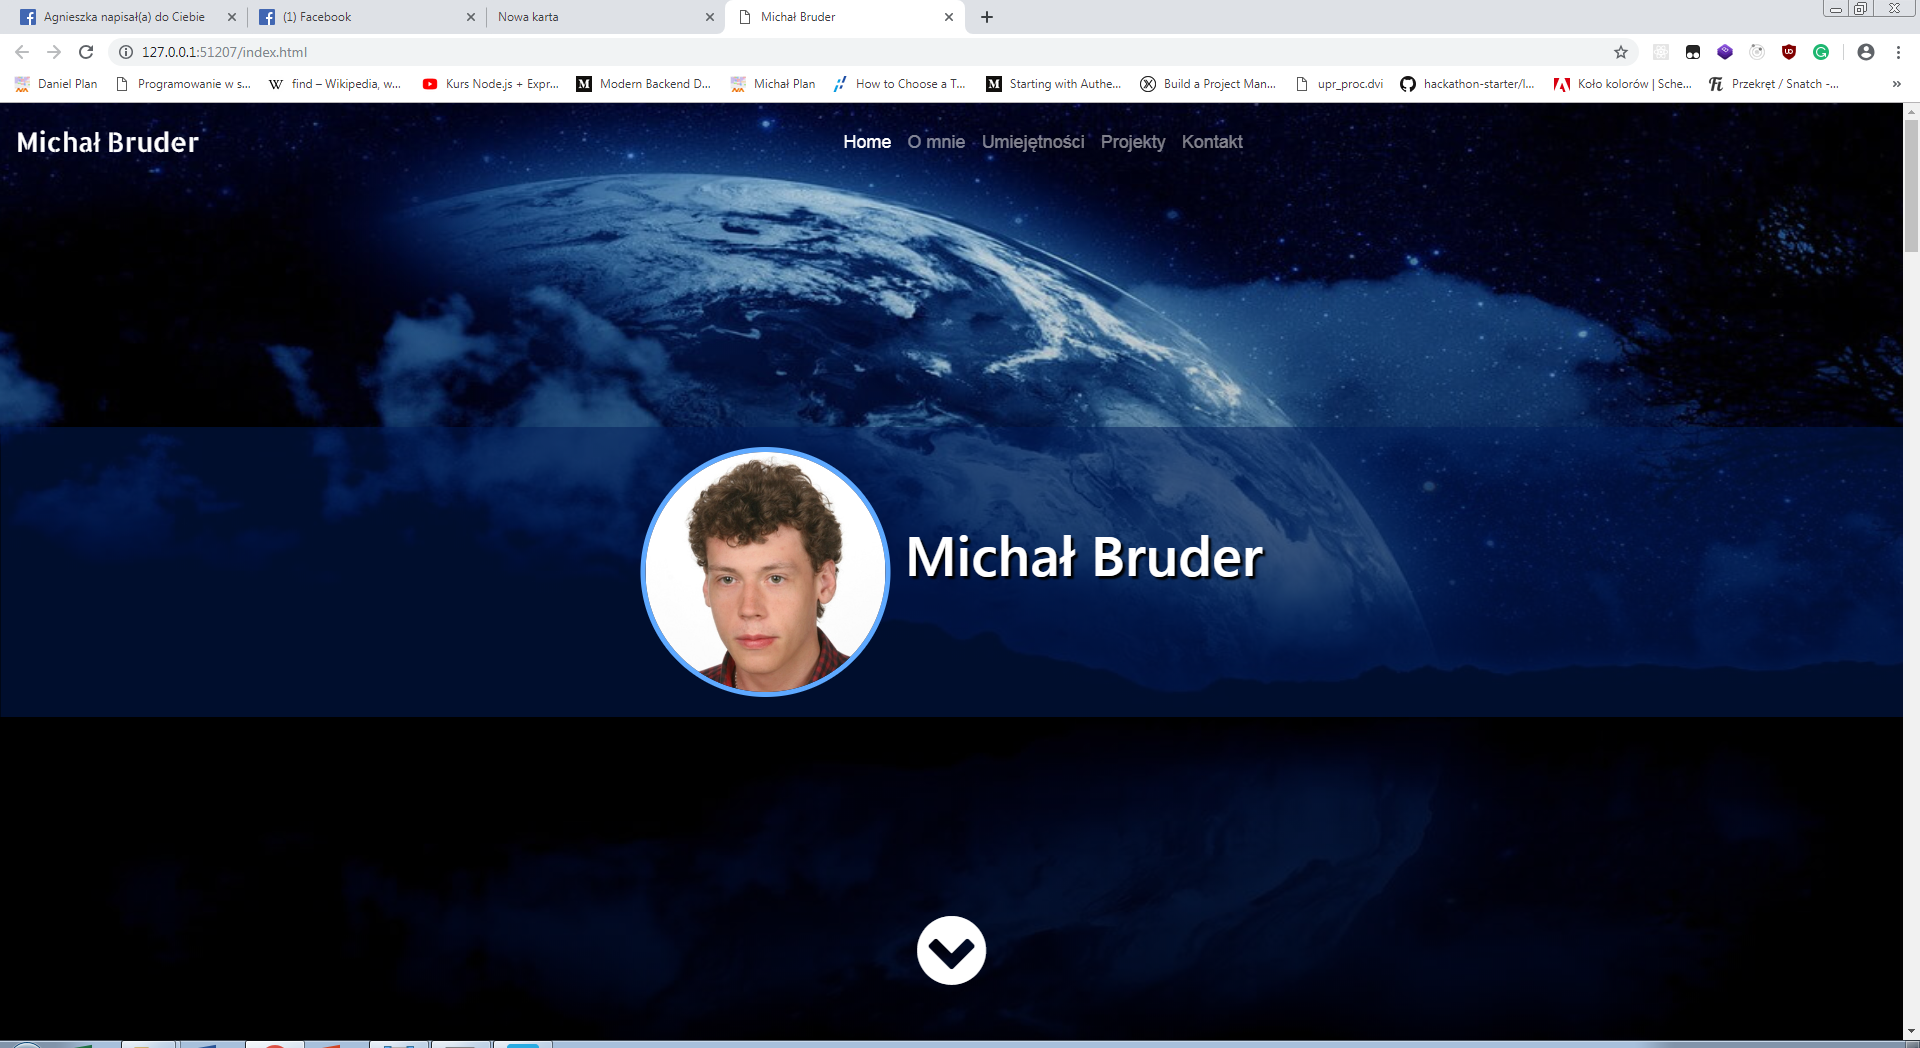 Agnieszka napisał(a) do Ciebie
(1) Facebook
Nowa karta
Michał Bruder
127.0.0.1:51207/index.html
Daniel Plan
Programowanie w s...
find – Wikipedia, w...
Kurs Node.js + Expr...
Modern Backend D...
Michał Plan
How to Choose a T...
Starting with Authe...
Build a Project Man...
upr_proc.dvi
hackathon-starter/l...
Koło kolorów | Sche...
Przekręt / Snatch -...
»
Michał Bruder
Home O mnie Umiejętności Projekty Kontakt
Michał Bruder